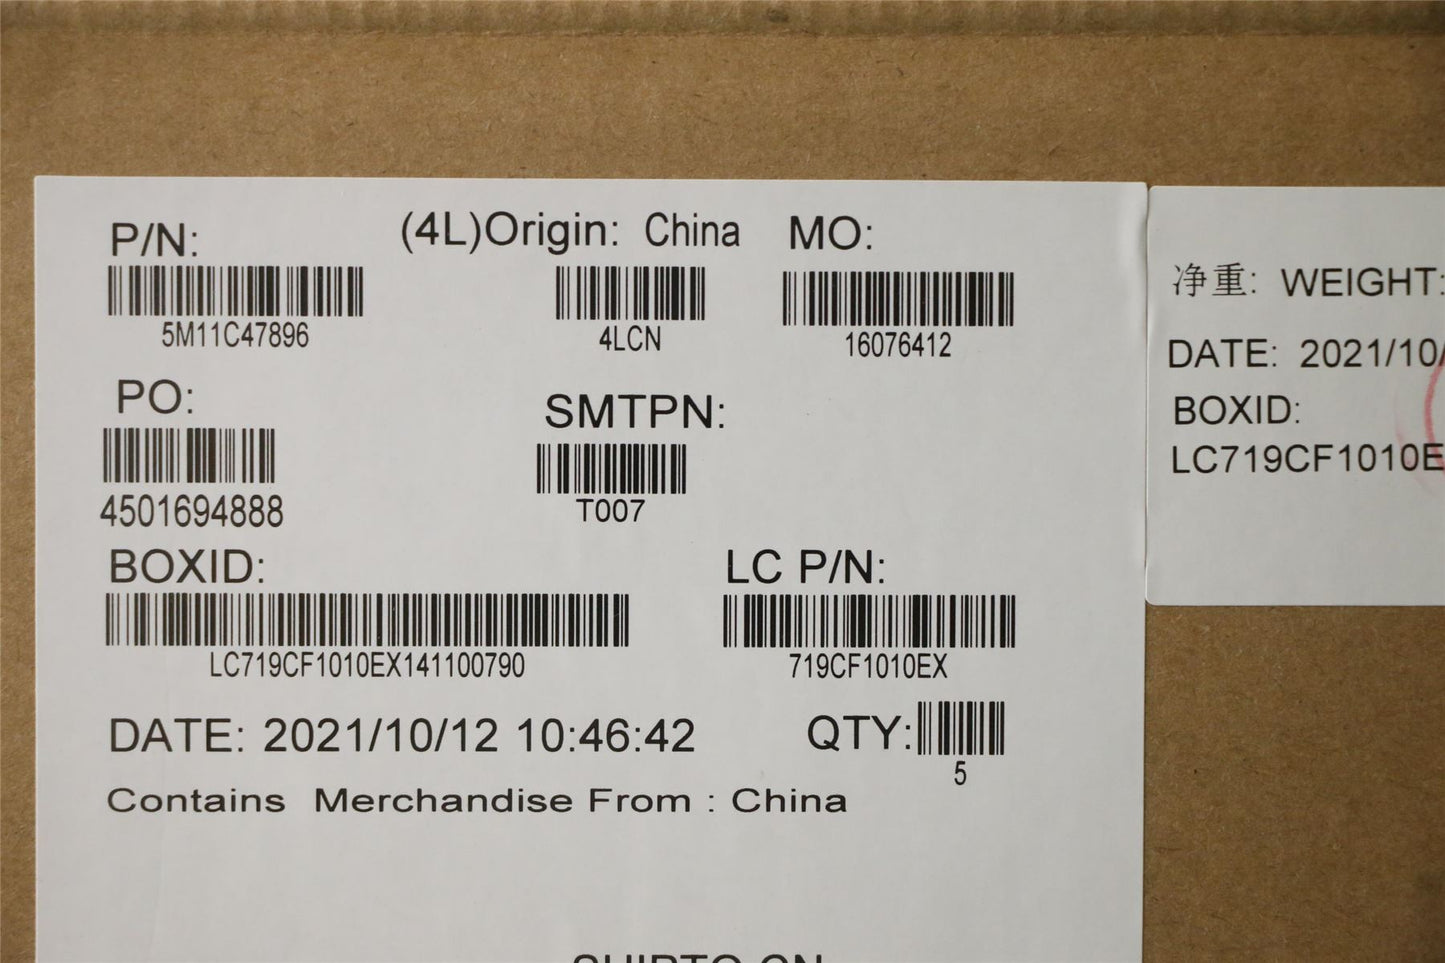 P/N: (4L)Origin: China MO:
5M11C47896 4LCN 16076412
PO: SMTPN:
4501694888 T007
BOXID: LC P/N:
LC719CF1010EX141100790 719CF1010EX
DATE: 2021/10/12 10:46:42 QTY:
5
Contains Merchandise From : China
净重: WEIGHT:
DATE: 2021/10/
BOXID:
LC719CF1010E